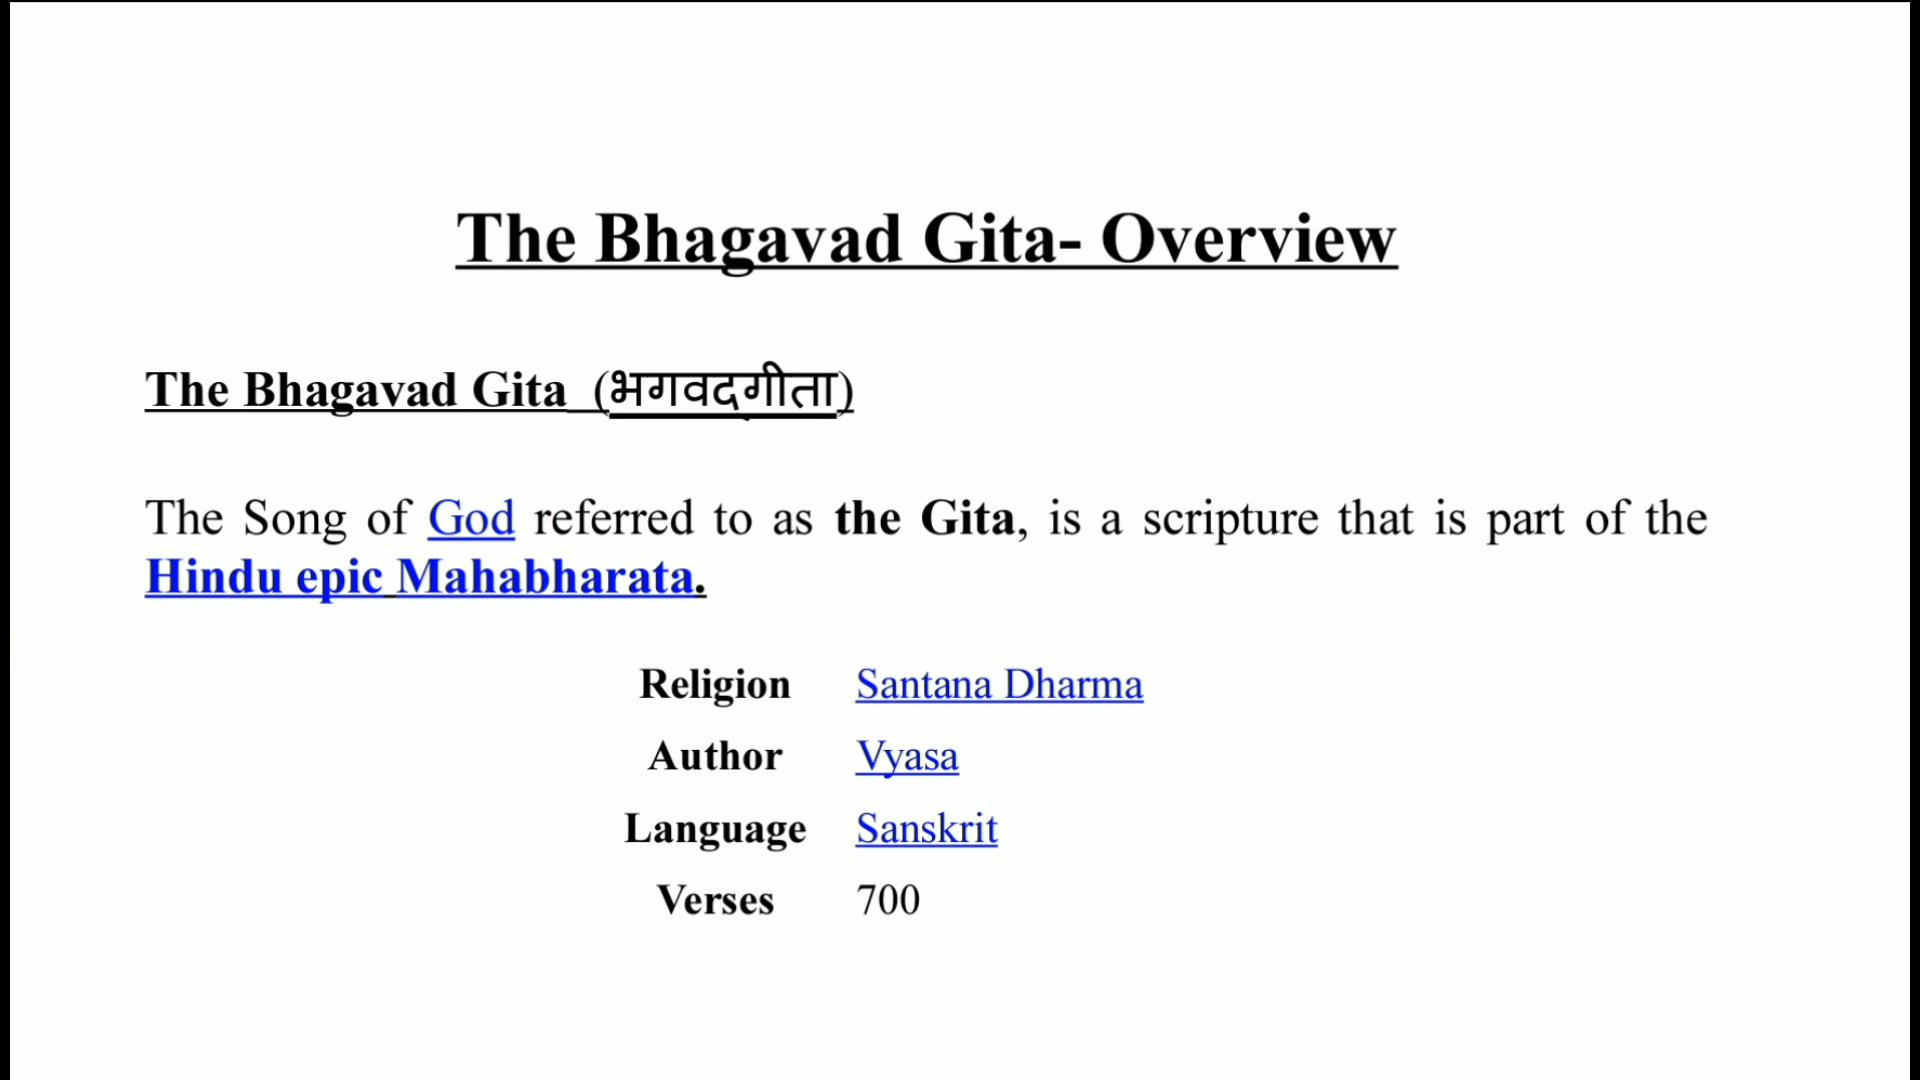 The Bhagavad Gita- Overview
The Bhagavad Gita (भगवद्गीता)
The Song of God referred to as the Gita, is a scripture that is part of the
Hindu epic Mahabharata.
Religion Santana Dharma
Author Vyasa
Language Sanskrit
Verses 700